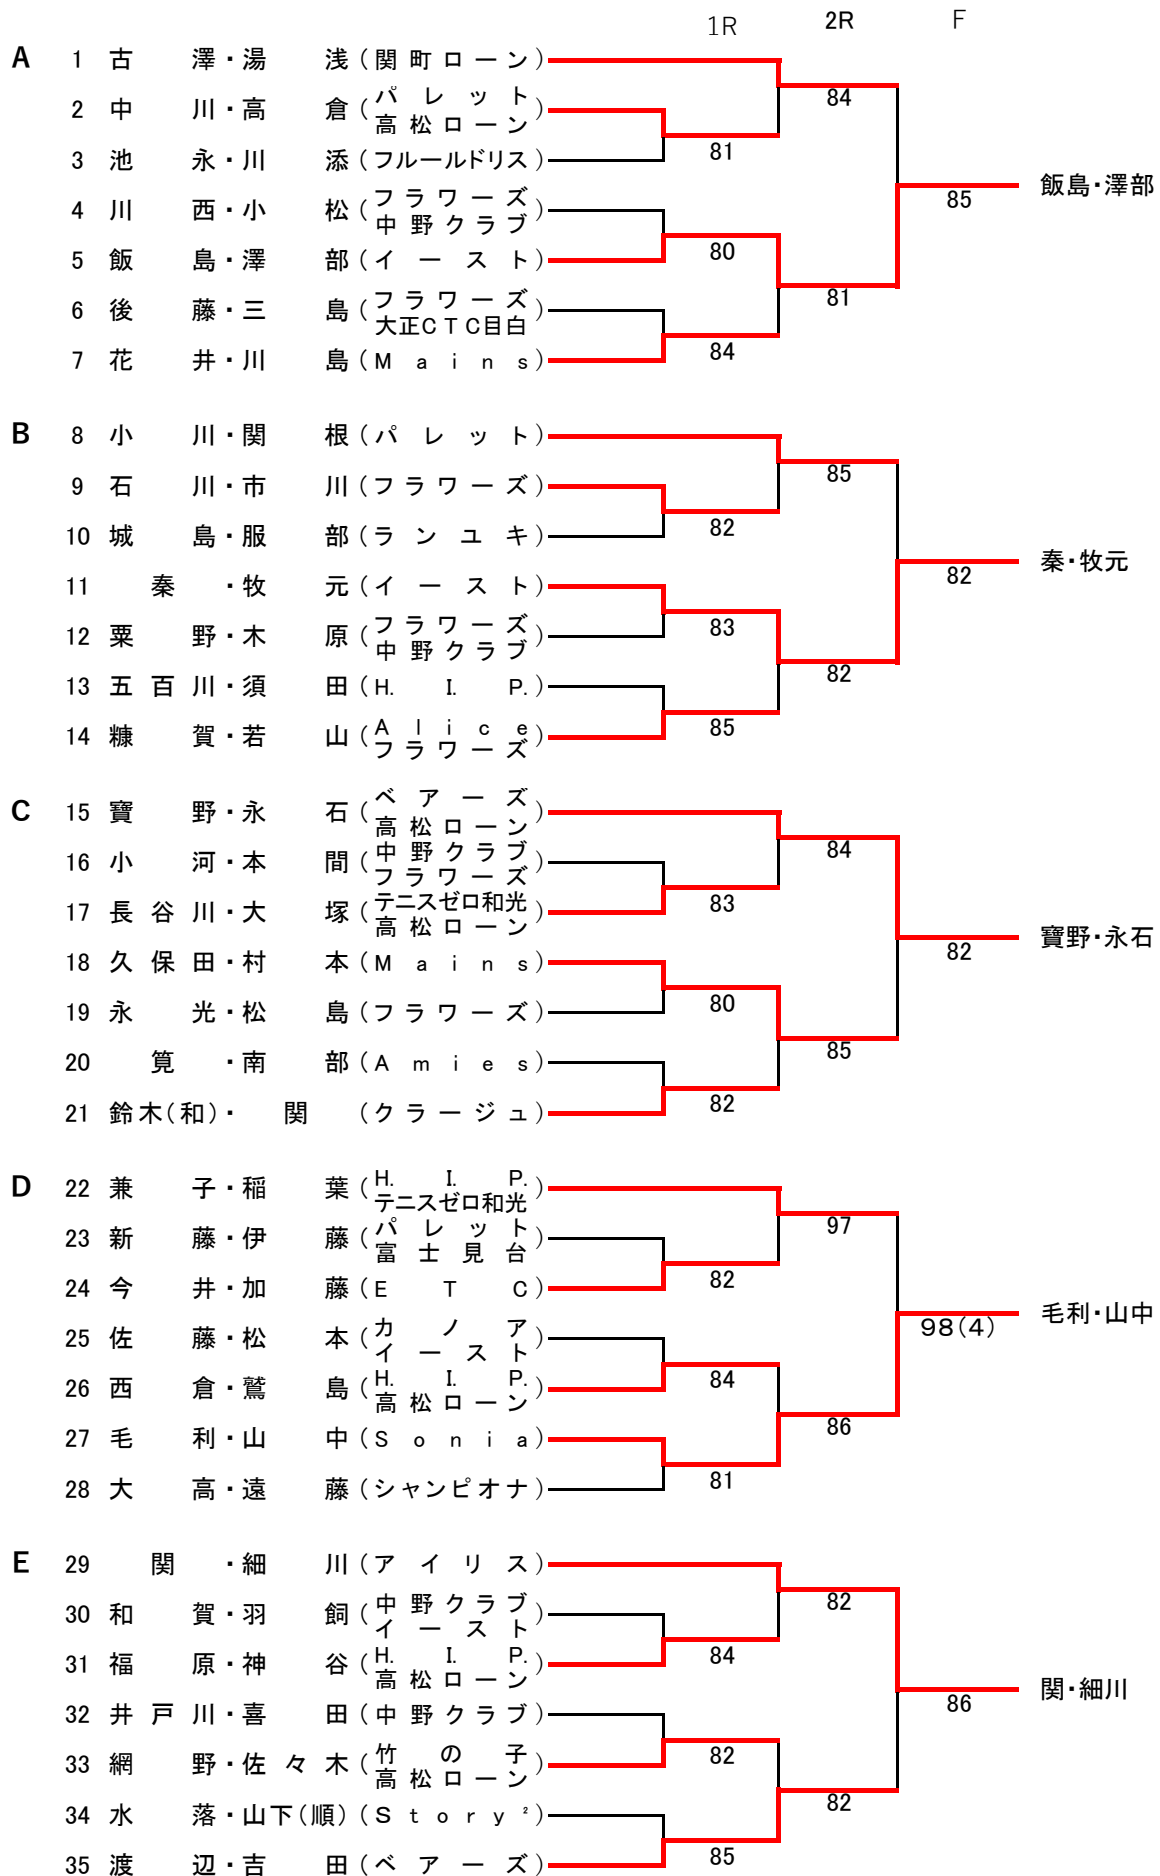 1R 2R F
A 1 古澤・湯浅(関町ローン)
84
2 中川・高倉(パレット 高松ローン)
81
3 池永・川添(フルールドリス)
飯島・澤部
85
4 川西・小松(フラワーズ 中野クラブ)
80
5 飯島・澤部(イースト)
81
6 後藤・三島(フラワーズ 大正CTC目白)
84
7 花井・川島(Mains)
B 8 小川・関根(パレット)
85
9 石川・市川(フラワーズ)
82
10 城島・服部(ランユキ)
秦・牧元
82
11 秦・牧元(イースト)
83
12 粟野・木原(フラワーズ 中野クラブ)
82
13 五百川・須田(H.I.P.)
85
14 糠賀・若山(Alice フラワーズ)
C 15 寶野・永石(ベアーズ 高松ローン)
84
16 小河・本間(中野クラブ フラワーズ)
83
17 長谷川・大塚(テニスゼロ和光 高松ローン)
寶野・永石
82
18 久保田・村本(Mains)
80
19 永光・松島(フラワーズ)
85
20 筧・南部(Amies)
82
21 鈴木(和)・関(クラージュ)
D 22 兼子・稲葉(H.I.P. テニスゼロ和光)
97
23 新藤・伊藤(パレット 富士見台)
82
24 今井・加藤(ETC)
毛利・山中
98(4)
25 佐藤・松本(カノア イースト)
84
26 西倉・鷲島(H.I.P. 高松ローン)
86
27 毛利・山中(Sonia)
81
28 大高・遠藤(シャンピオナ)
E 29 関・細川(アイリス)
82
30 和賀・羽飼(中野クラブ イースト)
84
31 福原・神谷(H.I.P. 高松ローン)
関・細川
86
32 井戸川・喜田(中野クラブ)
82
33 網野・佐々木(竹の子 高松ローン)
82
34 水落・山下(順)(Story²)
85
35 渡辺・吉田(ベアーズ)